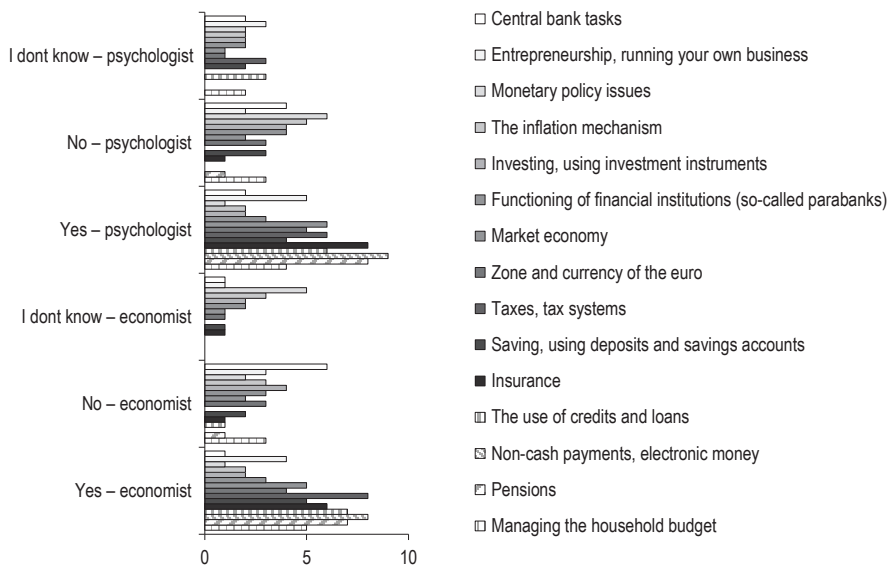 I dont know – psychologist
No – psychologist
Yes – psychologist
I dont know – economist
No – economist
Yes – economist
0 5 10
Central bank tasks
Entrepreneurship, running your own business
Monetary policy issues
The inflation mechanism
Investing, using investment instruments
Functioning of financial institutions (so-called parabanks)
Market economy
Zone and currency of the euro
Taxes, tax systems
Saving, using deposits and savings accounts
Insurance
The use of credits and loans
Non-cash payments, electronic money
Pensions
Managing the household budget